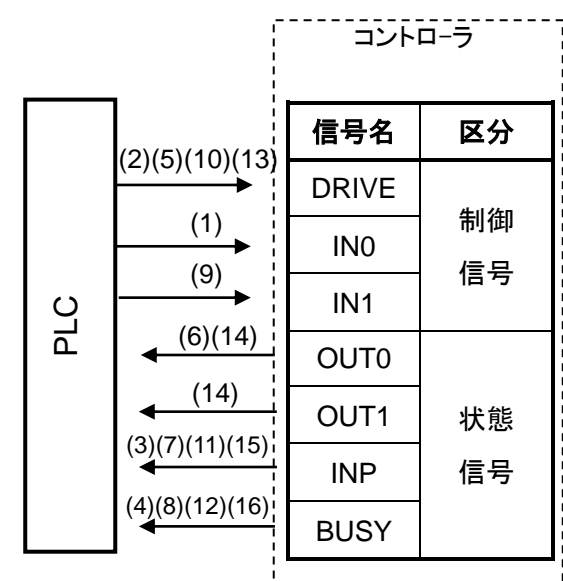 コントローラ
信号名 区分
(2)(5)(10)(13)
DRIVE
(1)
IN0
制御
信号
(9)
IN1
PLC
(6)(14)
OUT0
(14)
OUT1
状態
信号
(3)(7)(11)(15)
INP
(4)(8)(12)(16)
BUSY